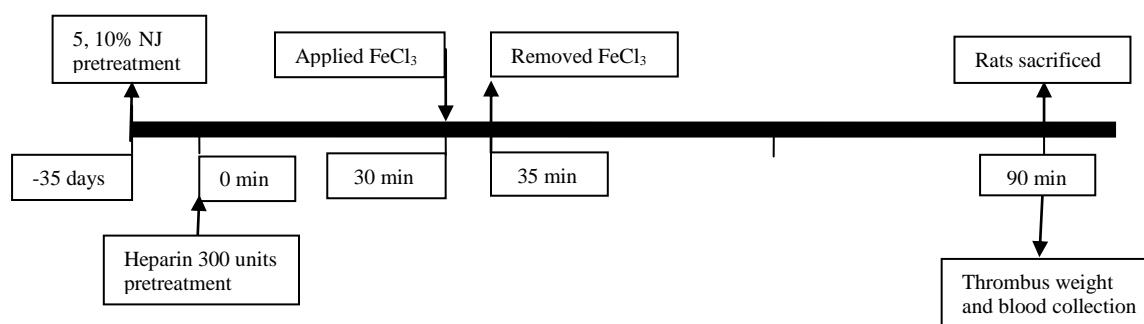 5, 10% NJ
pretreatment
Applied FeCl₃
Removed FeCl₃
Rats sacrificed
-35 days
0 min
30 min
35 min
90 min
Heparin 300 units
pretreatment
Thrombus weight
and blood collection